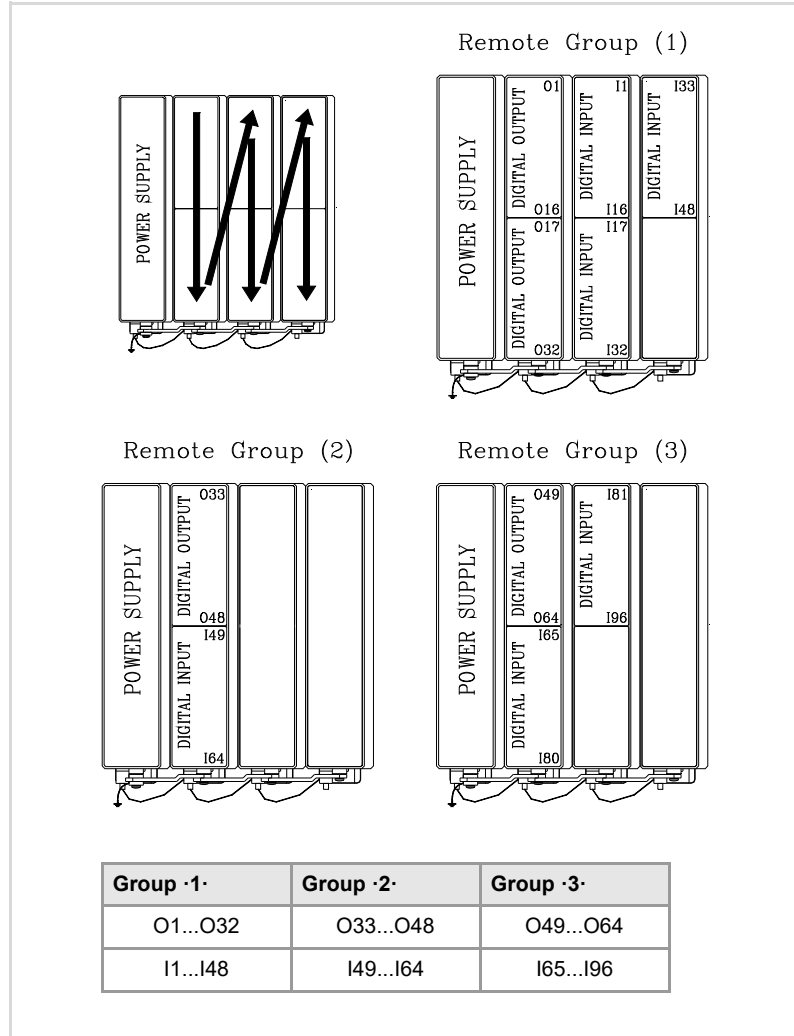 POWER SUPPLY
Remote Group (1)
POWER SUPPLY
O1
DIGITAL OUTPUT
O16
O17
DIGITAL OUTPUT
O32
I1
DIGITAL INPUT
I16
I17
DIGITAL INPUT
I32
I33
DIGITAL INPUT
I48
Remote Group (2)
POWER SUPPLY
O33
DIGITAL OUTPUT
O48
I49
DIGITAL INPUT
I64
Remote Group (3)
POWER SUPPLY
O49
DIGITAL OUTPUT
O64
I65
DIGITAL INPUT
I80
I81
DIGITAL INPUT
I96
Group ·1· Group ·2· Group ·3·
O1...O32 O33...O48 O49...O64
I1...I48 I49...I64 I65...I96